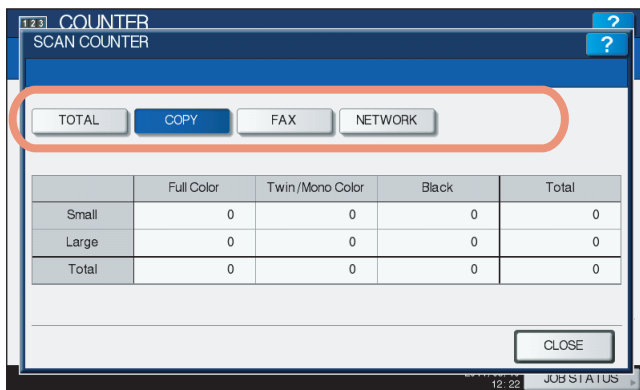 123 COUNTER ?
SCAN COUNTER ?
TOTAL COPY FAX NETWORK
Full Color Twin/Mono Color Black Total
Small 0 0 0 0
Large 0 0 0 0
Total 0 0 0 0
CLOSE
12:22 JOB STATUS